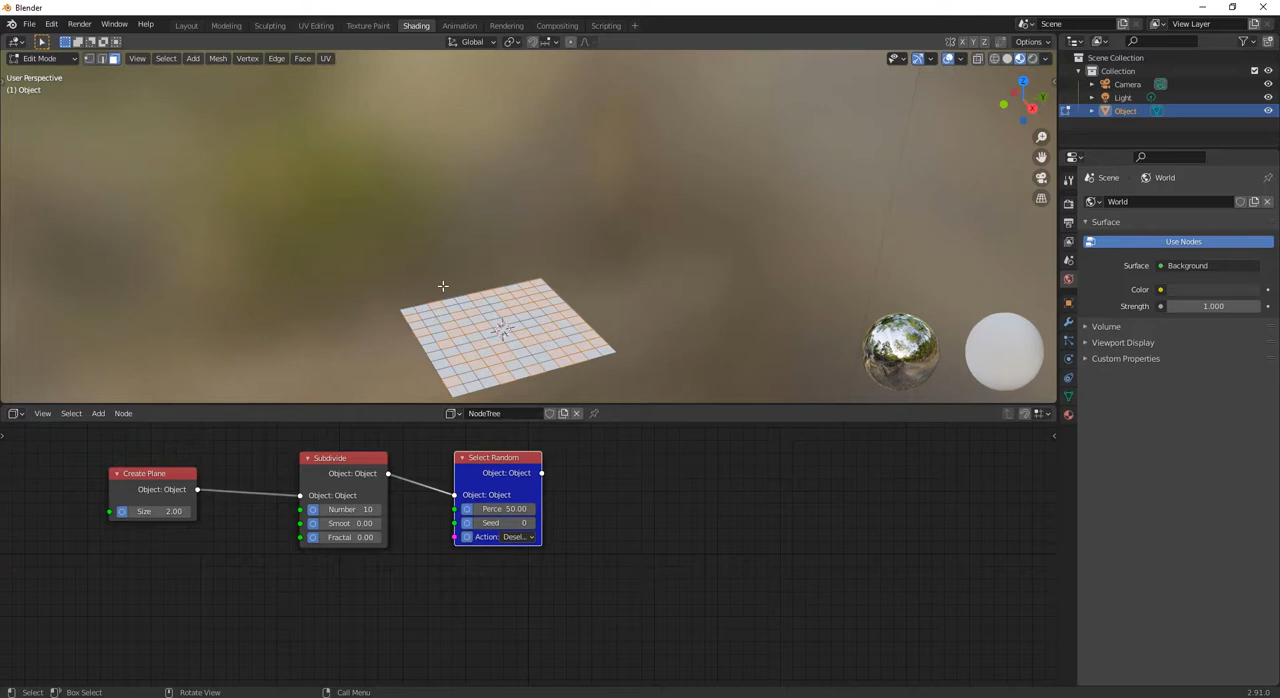 Blender
File Edit Render Window Help Layout Modeling Sculpting UV Editing Texture Paint Shading Animation Rendering Compositing Scripting + Scene View Layer
Global X Y Z Options
Edit Mode View Select Add Mesh Vertex Edge Face UV
User Perspective
(1) Object
Z
Y
X
Scene Collection
Collection
Camera
Light
Object
Scene World
World
Surface
Use Nodes
Surface Background
Color
Strength 1.000
Volume
Viewport Display
Custom Properties
View Select Add Node NodeTree
Create Plane
Object: Object
Size 2.00
Subdivide
Object: Object
Object: Object
Number 10
Smoot 0.00
Fractal 0.00
Select Random
Object: Object
Object: Object
Perce 50.00
Seed 0
Action: Desel...
Select Box Select Rotate View Call Menu 2.91.0